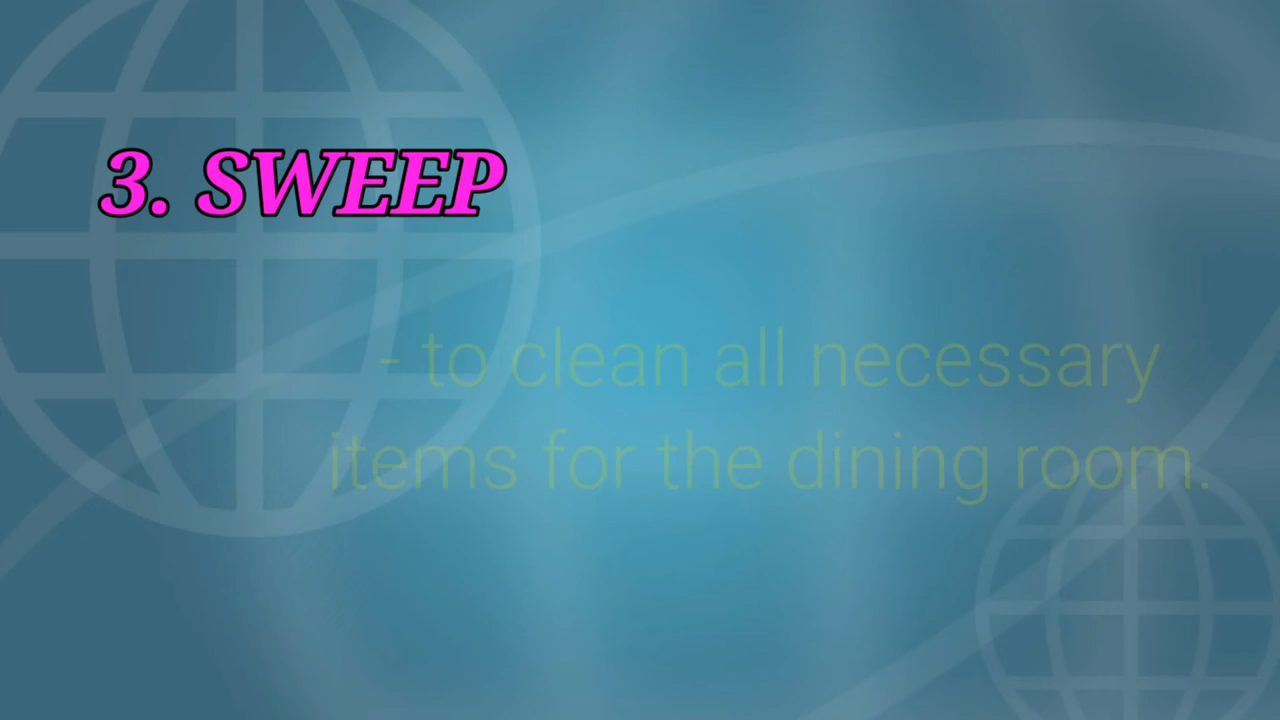 3. SWEEP
- to clean all necessary
items for the dining room.